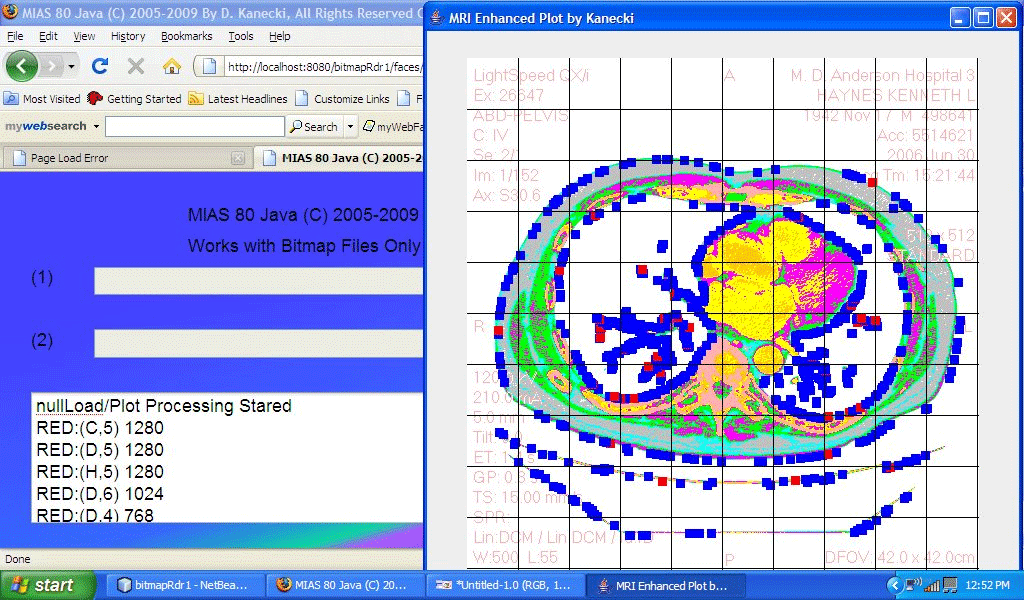 MIAS 80 Java (C) 2005-2009 By D. Kanecki, All Rights Reserved
File Edit View History Bookmarks Tools Help
http://localhost:8080/bitmapRdr1/faces/
Most Visited Getting Started Latest Headlines Customize Links
mywebsearch Search myWebFa
Page Load Error MIAS 80 Java (C) 2005-2
MIAS 80 Java (C) 2005-2009
Works with Bitmap Files Only
(1)
(2)
nullLoad/Plot Processing Stared
RED:(C,5) 1280
RED:(D,5) 1280
RED:(H,5) 1280
RED:(D,6) 1024
RED:(D,4) 768
Done
MRI Enhanced Plot by Kanecki
LightSpeed QX/i A M. D. Anderson Hospital 3
Ex: 26647 HAYNES KENNETH L
ABD-PELVIS 1942 Nov 17 M 498641
C: IV Acc: 5514621
Se: 2/ 2006 Jun 30
Im: 1/152 Tm: 15:21:44
Ax: S30.6
512 x 512
STANDARD
R L
120
210.0 mA
5.0 mm
Tilt:
ET:
GP: 0.
TS: 15.00 mm
SPR:
Lin:DCM / Lin:DCM /
W:500 L:55 P DFOV: 42.0 x 42.0cm
start bitmapRdr1 - NetBea... MIAS 80 Java (C) 20... *Untitled-1.0 (RGB, 1... MRI Enhanced Plot b... 12:52 PM